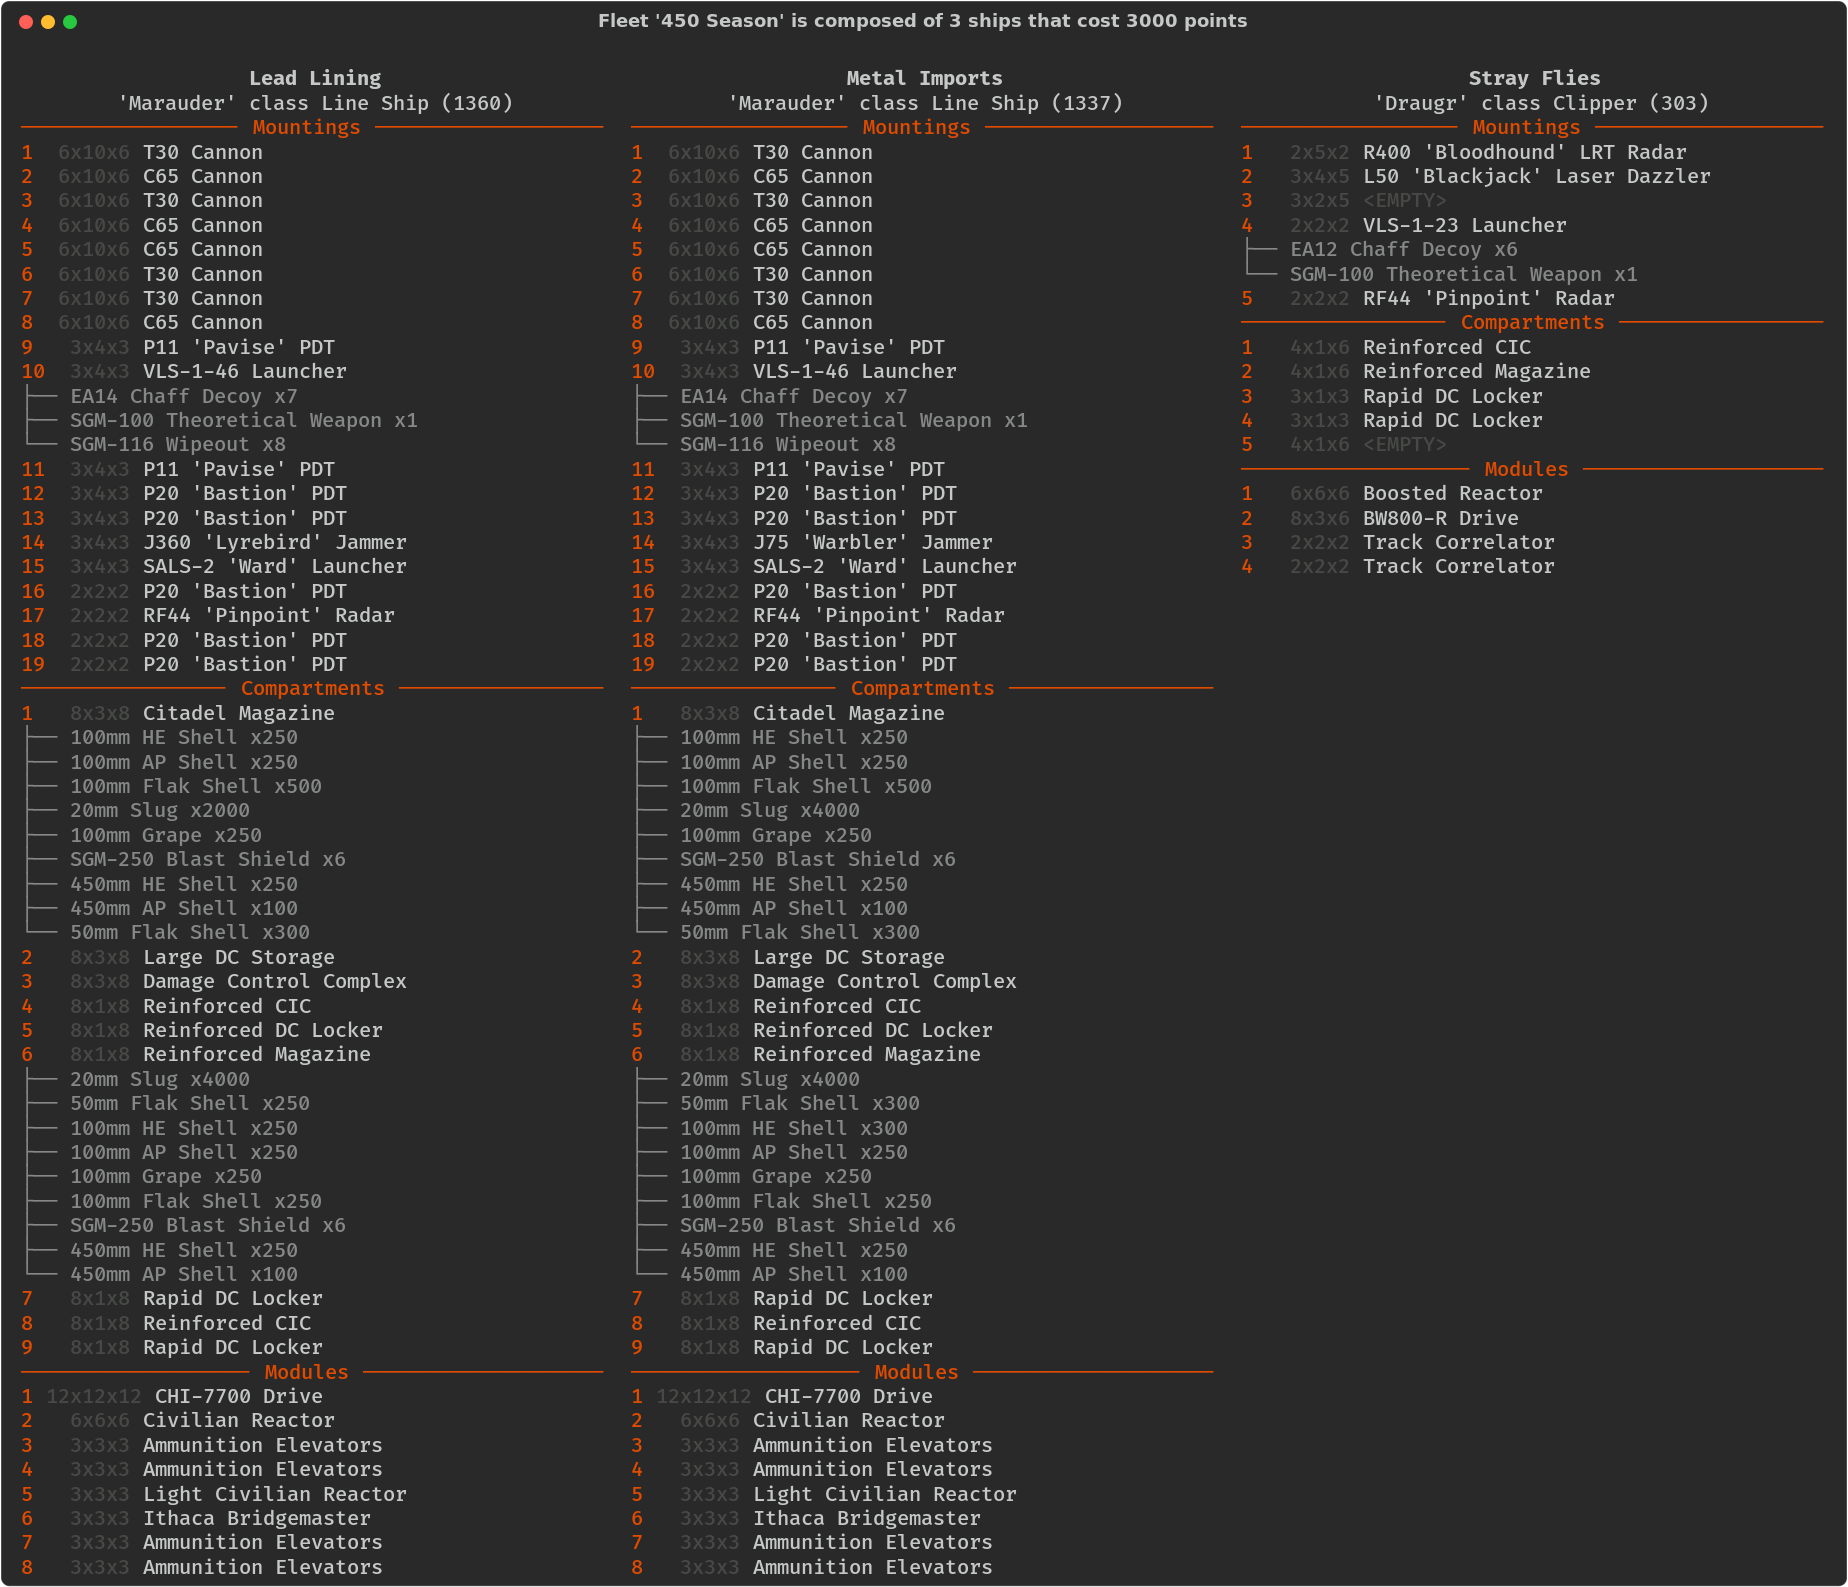 Fleet '450 Season' is composed of 3 ships that cost 3000 points
Lead Lining
'Marauder' class Line Ship (1360)
Mountings
1 6x10x6 T30 Cannon
2 6x10x6 C65 Cannon
3 6x10x6 T30 Cannon
4 6x10x6 C65 Cannon
5 6x10x6 C65 Cannon
6 6x10x6 T30 Cannon
7 6x10x6 T30 Cannon
8 6x10x6 C65 Cannon
9 3x4x3 P11 'Pavise' PDT
10 3x4x3 VLS-1-46 Launcher
EA14 Chaff Decoy x7
SGM-100 Theoretical Weapon x1
SGM-116 Wipeout x8
11 3x4x3 P11 'Pavise' PDT
12 3x4x3 P20 'Bastion' PDT
13 3x4x3 P20 'Bastion' PDT
14 3x4x3 J360 'Lyrebird' Jammer
15 3x4x3 SALS-2 'Ward' Launcher
16 2x2x2 P20 'Bastion' PDT
17 2x2x2 RF44 'Pinpoint' Radar
18 2x2x2 P20 'Bastion' PDT
19 2x2x2 P20 'Bastion' PDT
Compartments
1 8x3x8 Citadel Magazine
100mm HE Shell x250
100mm AP Shell x250
100mm Flak Shell x500
20mm Slug x2000
100mm Grape x250
SGM-250 Blast Shield x6
450mm HE Shell x250
450mm AP Shell x100
50mm Flak Shell x300
2 8x3x8 Large DC Storage
3 8x3x8 Damage Control Complex
4 8x1x8 Reinforced CIC
5 8x1x8 Reinforced DC Locker
6 8x1x8 Reinforced Magazine
20mm Slug x4000
50mm Flak Shell x250
100mm HE Shell x250
100mm AP Shell x250
100mm Grape x250
100mm Flak Shell x250
SGM-250 Blast Shield x6
450mm HE Shell x250
450mm AP Shell x100
7 8x1x8 Rapid DC Locker
8 8x1x8 Reinforced CIC
9 8x1x8 Rapid DC Locker
Modules
1 12x12x12 CHI-7700 Drive
2 6x6x6 Civilian Reactor
3 3x3x3 Ammunition Elevators
4 3x3x3 Ammunition Elevators
5 3x3x3 Light Civilian Reactor
6 3x3x3 Ithaca Bridgemaster
7 3x3x3 Ammunition Elevators
8 3x3x3 Ammunition Elevators
Metal Imports
'Marauder' class Line Ship (1337)
Mountings
1 6x10x6 T30 Cannon
2 6x10x6 C65 Cannon
3 6x10x6 T30 Cannon
4 6x10x6 C65 Cannon
5 6x10x6 C65 Cannon
6 6x10x6 T30 Cannon
7 6x10x6 T30 Cannon
8 6x10x6 C65 Cannon
9 3x4x3 P11 'Pavise' PDT
10 3x4x3 VLS-1-46 Launcher
EA14 Chaff Decoy x7
SGM-100 Theoretical Weapon x1
SGM-116 Wipeout x8
11 3x4x3 P11 'Pavise' PDT
12 3x4x3 P20 'Bastion' PDT
13 3x4x3 P20 'Bastion' PDT
14 3x4x3 J75 'Warbler' Jammer
15 3x4x3 SALS-2 'Ward' Launcher
16 2x2x2 P20 'Bastion' PDT
17 2x2x2 RF44 'Pinpoint' Radar
18 2x2x2 P20 'Bastion' PDT
19 2x2x2 P20 'Bastion' PDT
Compartments
1 8x3x8 Citadel Magazine
100mm HE Shell x250
100mm AP Shell x250
100mm Flak Shell x500
20mm Slug x4000
100mm Grape x250
SGM-250 Blast Shield x6
450mm HE Shell x250
450mm AP Shell x100
50mm Flak Shell x300
2 8x3x8 Large DC Storage
3 8x3x8 Damage Control Complex
4 8x1x8 Reinforced CIC
5 8x1x8 Reinforced DC Locker
6 8x1x8 Reinforced Magazine
20mm Slug x4000
50mm Flak Shell x300
100mm HE Shell x300
100mm AP Shell x250
100mm Grape x250
100mm Flak Shell x250
SGM-250 Blast Shield x6
450mm HE Shell x250
450mm AP Shell x100
7 8x1x8 Rapid DC Locker
8 8x1x8 Reinforced CIC
9 8x1x8 Rapid DC Locker
Modules
1 12x12x12 CHI-7700 Drive
2 6x6x6 Civilian Reactor
3 3x3x3 Ammunition Elevators
4 3x3x3 Ammunition Elevators
5 3x3x3 Light Civilian Reactor
6 3x3x3 Ithaca Bridgemaster
7 3x3x3 Ammunition Elevators
8 3x3x3 Ammunition Elevators
Stray Flies
'Draugr' class Clipper (303)
Mountings
1 2x5x2 R400 'Bloodhound' LRT Radar
2 3x4x5 L50 'Blackjack' Laser Dazzler
3 3x2x5 <EMPTY>
4 2x2x2 VLS-1-23 Launcher
EA12 Chaff Decoy x6
SGM-100 Theoretical Weapon x1
5 2x2x2 RF44 'Pinpoint' Radar
Compartments
1 4x1x6 Reinforced CIC
2 4x1x6 Reinforced Magazine
3 3x1x3 Rapid DC Locker
4 3x1x3 Rapid DC Locker
5 4x1x6 <EMPTY>
Modules
1 6x6x6 Boosted Reactor
2 8x3x6 BW800-R Drive
3 2x2x2 Track Correlator
4 2x2x2 Track Correlator